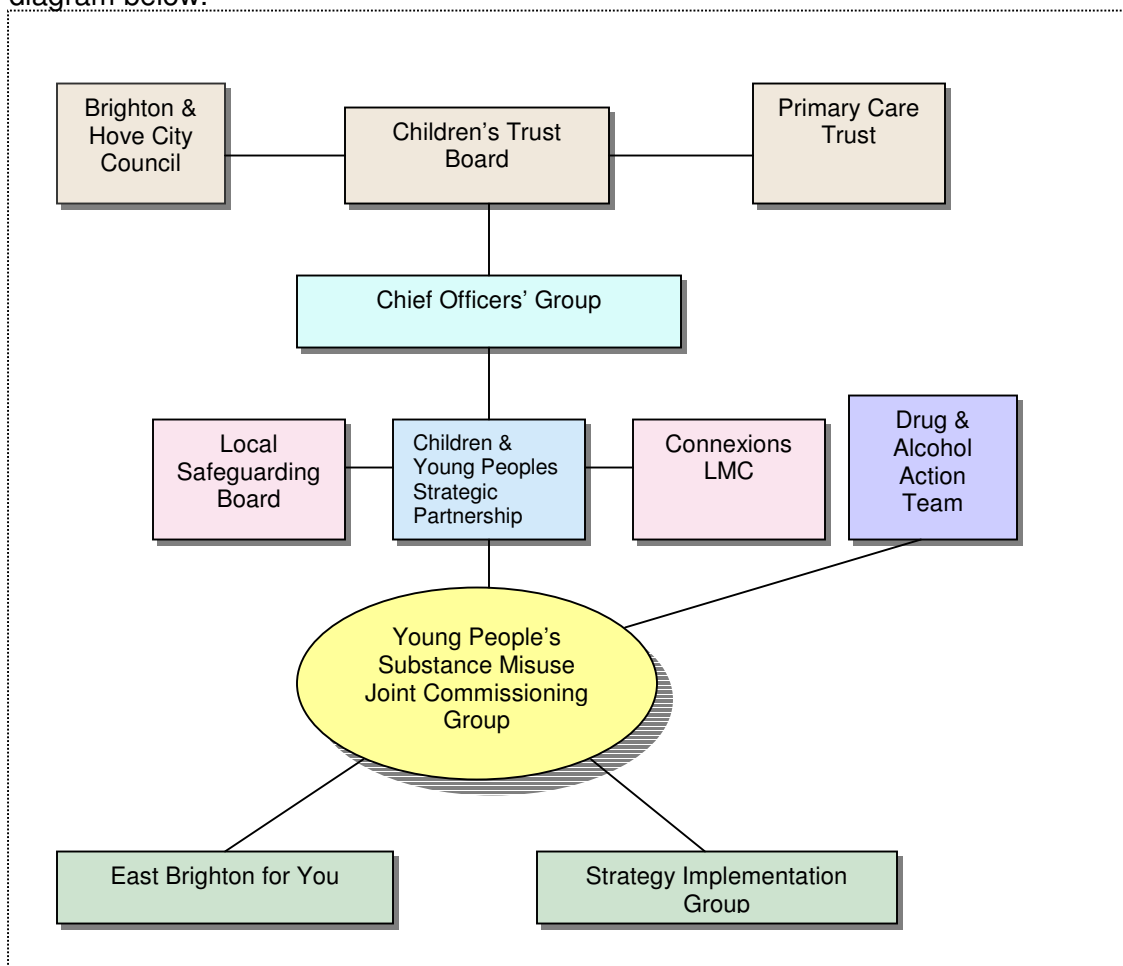 diagram below.
Brighton &
Hove City
Council
Children's Trust
Board
Primary Care
Trust
Chief Officers' Group
Local
Safeguarding
Board
Children &
Young Peoples
Strategic
Partnership
Connexions
LMC
Drug &
Alcohol
Action
Team
Young People's
Substance Misuse
Joint Commissioning
Group
East Brighton for You
Strategy Implementation
Group